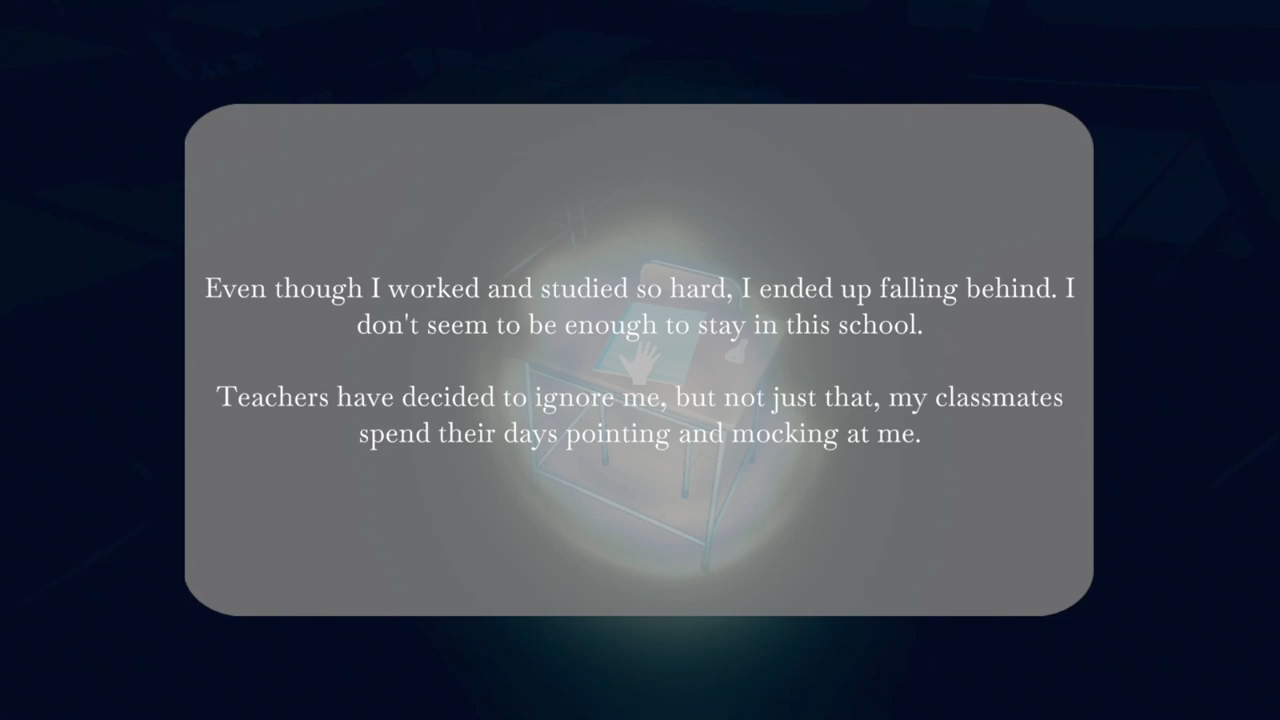 Even though I worked and studied so hard, I ended up falling behind. I
don't seem to be enough to stay in this school.
Teachers have decided to ignore me, but not just that, my classmates
spend their days pointing and mocking at me.